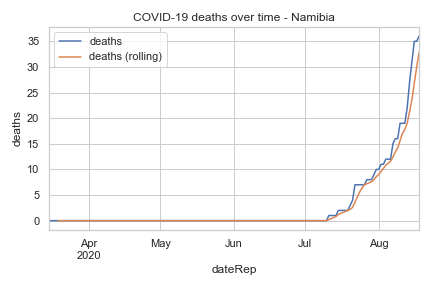 COVID-19 deaths over time - Namibia
deaths
deaths (rolling)
35
30
25
20
15
10
5
0
deaths
Apr
2020
May
Jun
Jul
Aug
dateRep